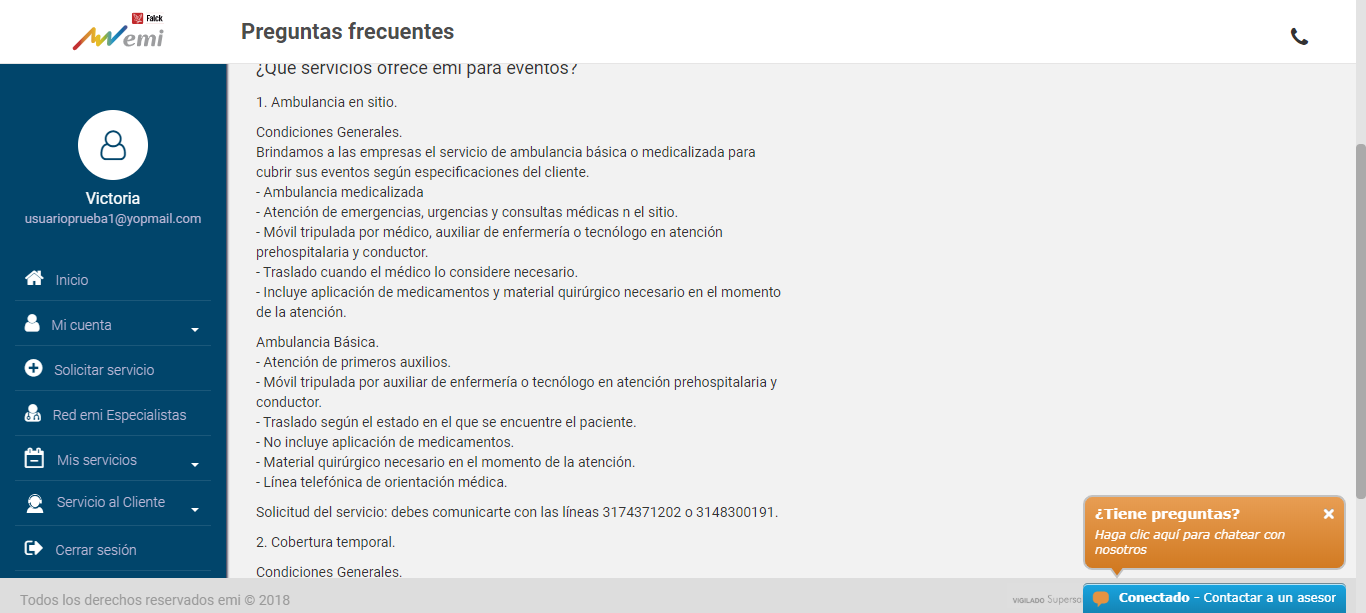 Falck
emi
Preguntas frecuentes
Victoria
usuarioprueba1@yopmail.com
Inicio
Mi cuenta
Solicitar servicio
Red emi Especialistas
Mis servicios
Servicio al Cliente
Cerrar sesión
¿Que servicios ofrece emi para eventos?
1. Ambulancia en sitio.
Condiciones Generales.
Brindamos a las empresas el servicio de ambulancia básica o medicalizada para
cubrir sus eventos según especificaciones del cliente.
- Ambulancia medicalizada
- Atención de emergencias, urgencias y consultas médicas n el sitio.
- Móvil tripulada por médico, auxiliar de enfermería o tecnólogo en atención
prehospitalaria y conductor.
- Traslado cuando el médico lo considere necesario.
- Incluye aplicación de medicamentos y material quirúrgico necesario en el momento
de la atención.
Ambulancia Básica.
- Atención de primeros auxilios.
- Móvil tripulada por auxiliar de enfermería o tecnólogo en atención prehospitalaria y
conductor.
- Traslado según el estado en el que se encuentre el paciente.
- No incluye aplicación de medicamentos.
- Material quirúrgico necesario en el momento de la atención.
- Línea telefónica de orientación médica.
Solicitud del servicio: debes comunicarte con las líneas 3174371202 o 3148300191.
2. Cobertura temporal.
Condiciones Generales.
¿Tiene preguntas?
Haga clic aquí para chatear con
nosotros
Conectado - Contactar a un asesor
Todos los derechos reservados emi © 2018
VIGILADO Superso